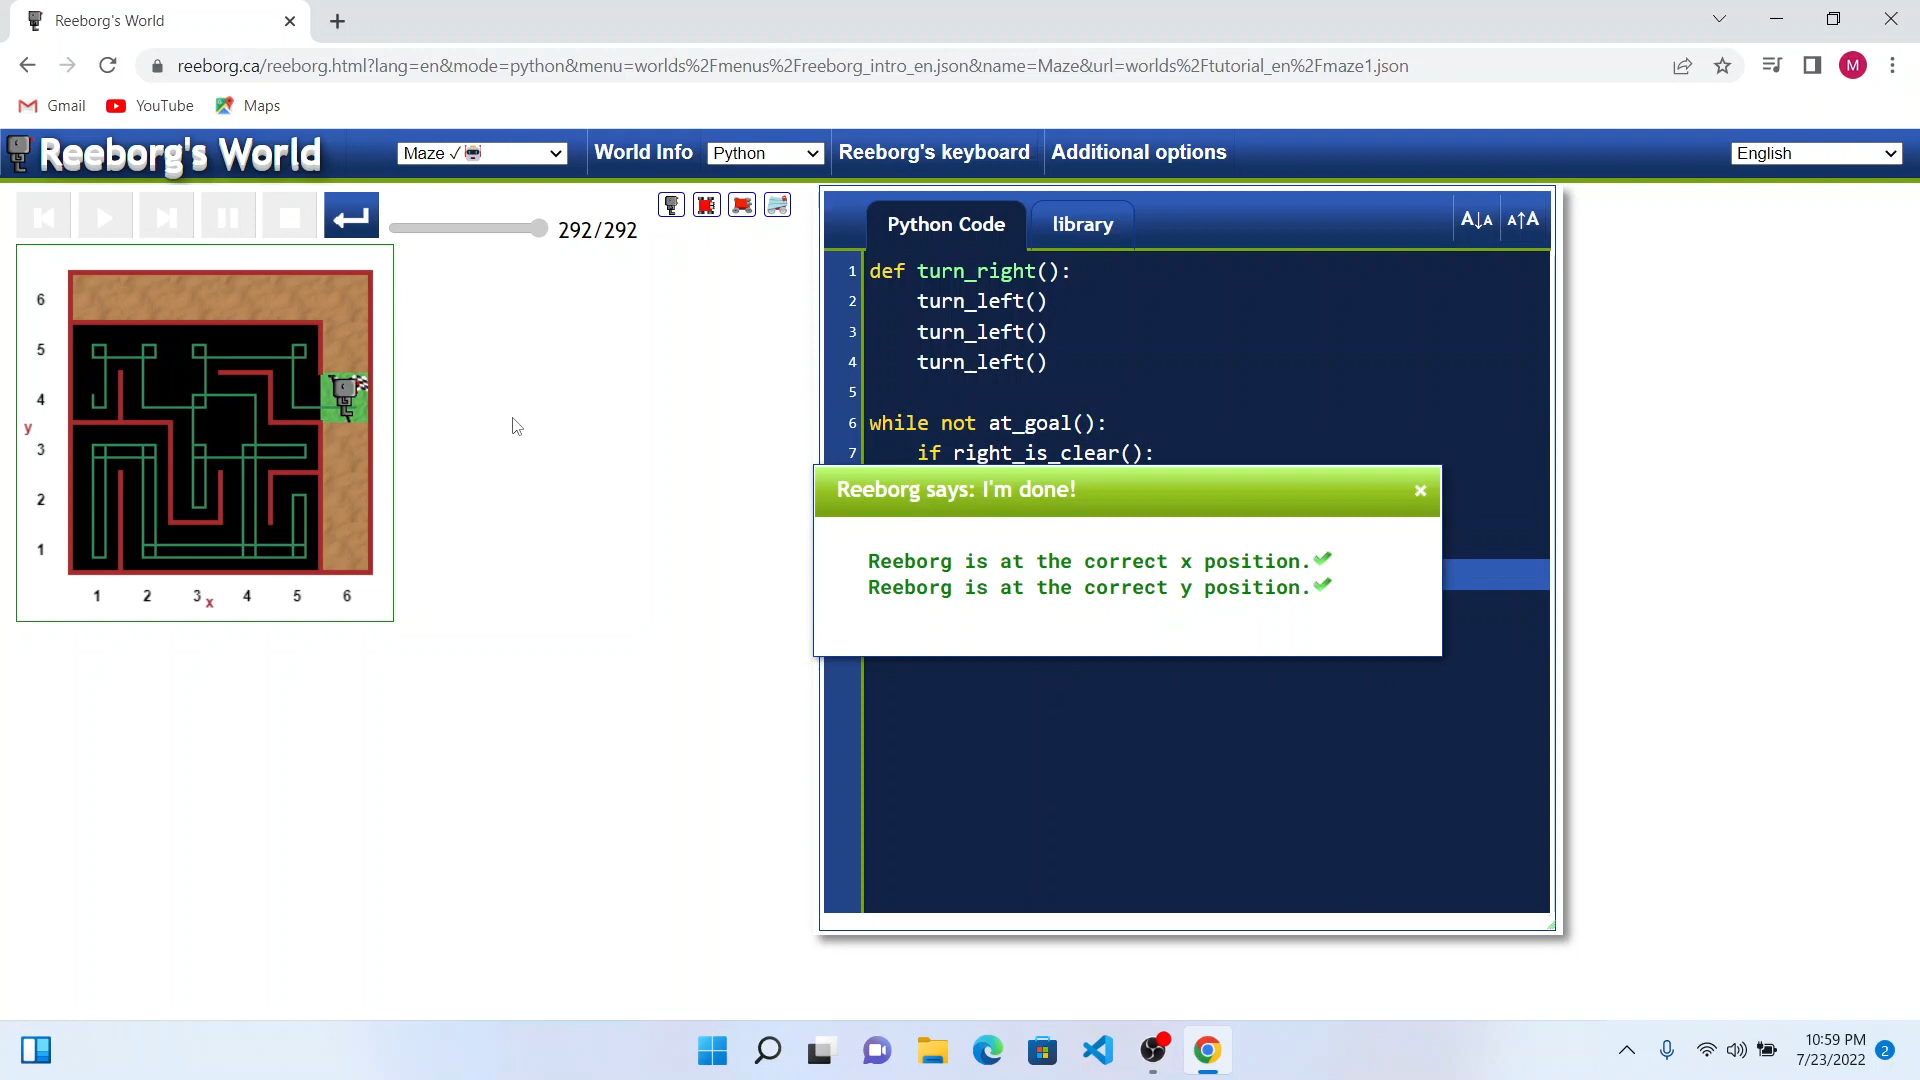 Reeborg's World
reeborg.ca/reeborg.html?lang=en&mode=python&menu=worlds%2Fmenus%2Freeborg_intro_en.json&name=Maze&url=worlds%2Ftutorial_en%2Fmaze1.json
M
Gmail YouTube Maps
Reeborg's World Maze ✓ World Info Python Reeborg's keyboard Additional options English
292/292
Python Code library A↓A A↑A
1 def turn_right():
2 turn_left()
3 turn_left()
4 turn_left()
5
6 while not at_goal():
7 if right_is_clear():
Reeborg says: I'm done! ×
Reeborg is at the correct x position.✔
Reeborg is at the correct y position.✔
6
5
4
y
3
2
1
1 2 3 x 4 5 6
10:59 PM
7/23/2022 2